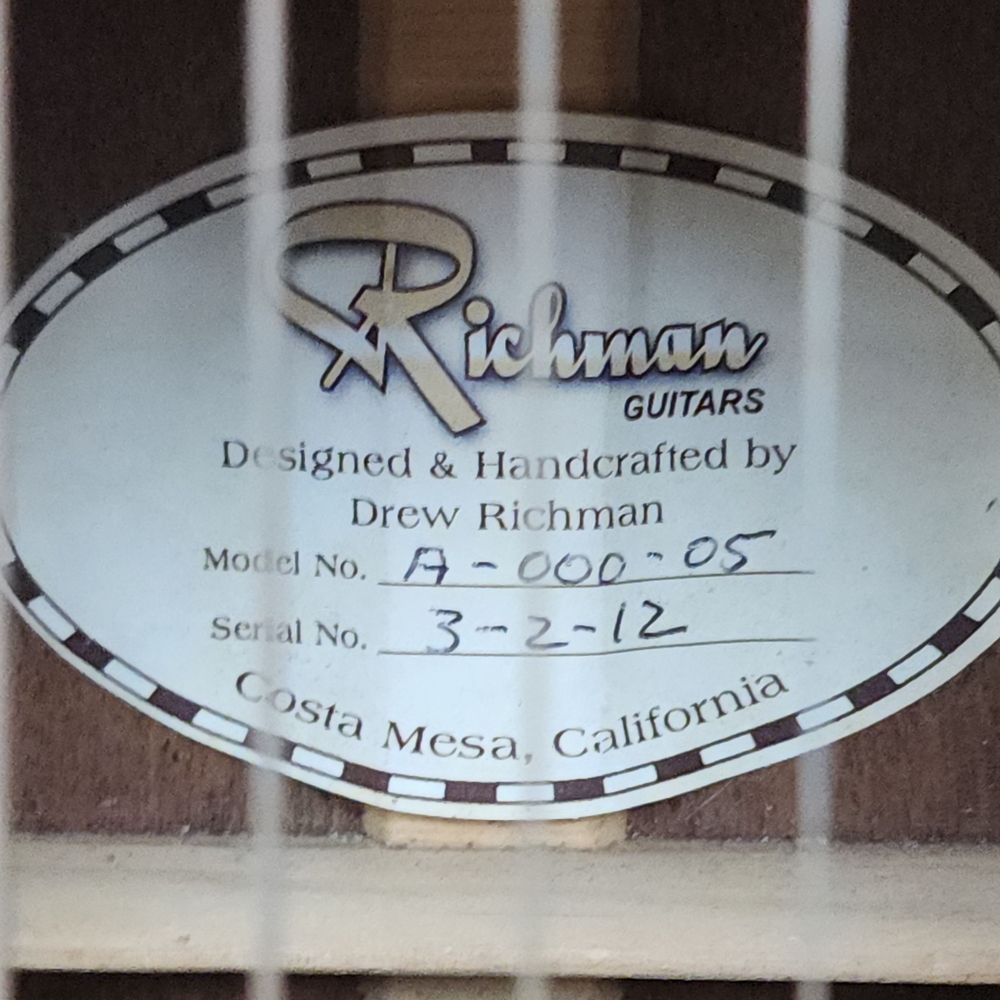 Richman
GUITARS
Designed & Handcrafted by
Drew Richman
Model No. A-000-05
Serial No. 3-2-12
Costa Mesa, California